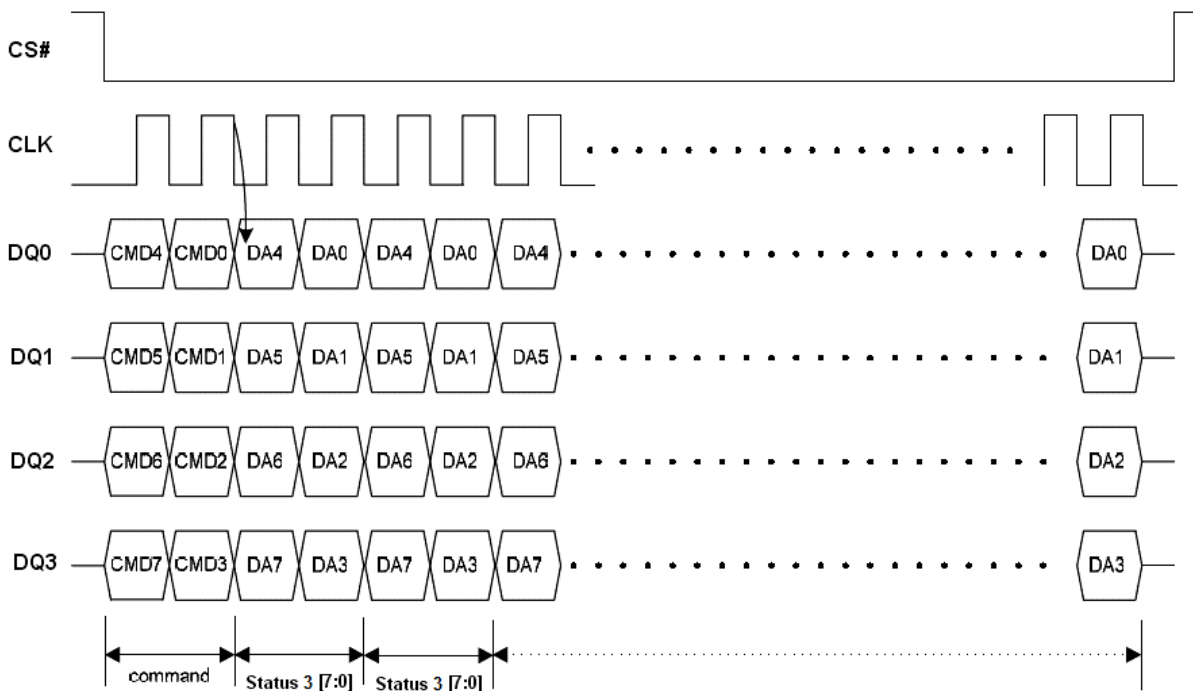 CS#
CLK
DQ0 CMD4 CMD0 DA4 DA0 DA4 DA0 DA4 DA0
DQ1 CMD5 CMD1 DA5 DA1 DA5 DA1 DA5 DA1
DQ2 CMD6 CMD2 DA6 DA2 DA6 DA2 DA6 DA2
DQ3 CMD7 CMD3 DA7 DA3 DA7 DA3 DA7 DA3
command Status 3 [7:0] Status 3 [7:0]